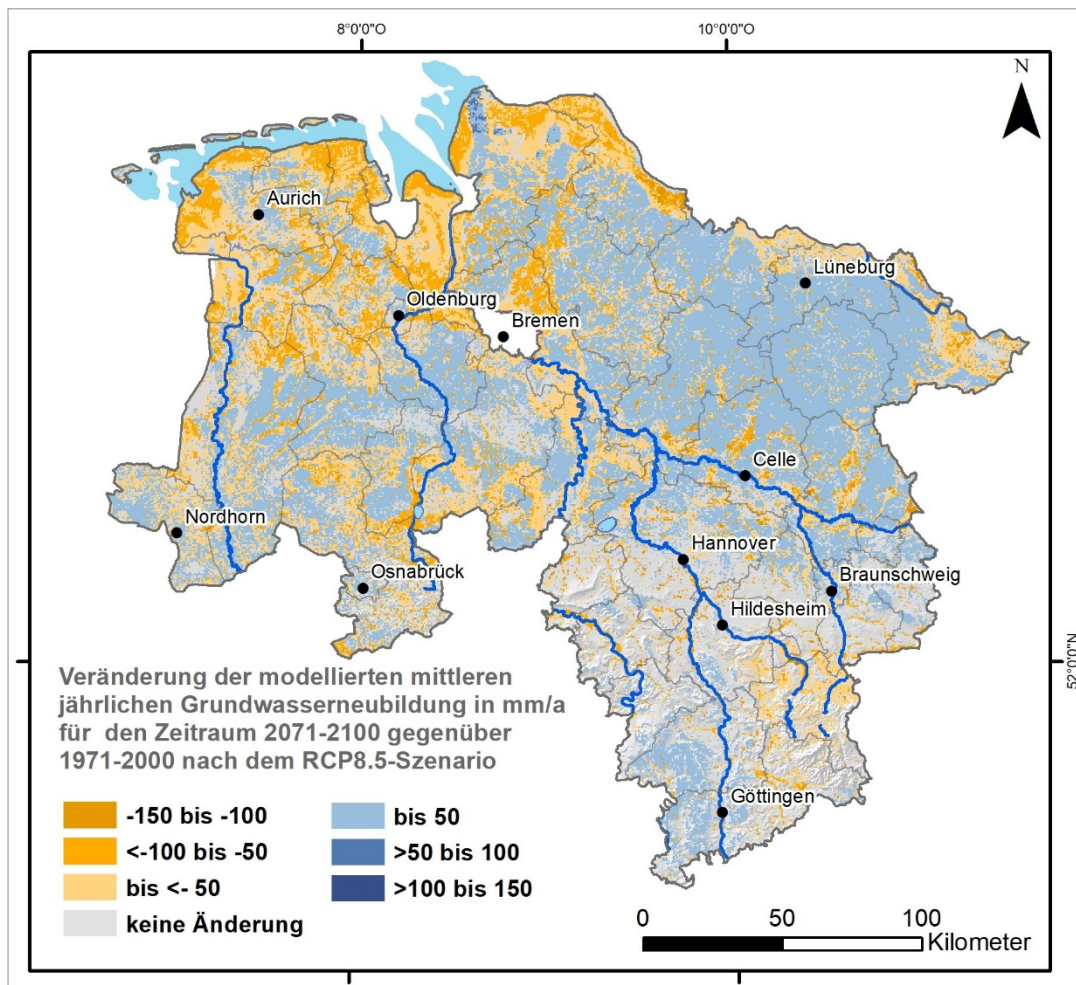 8°0'0"O
10°0'0"O
N
Aurich
Lüneburg
Oldenburg
Bremen
Celle
Nordhorn
Hannover
Osnabrück
Braunschweig
Hildesheim
52°0'0"N
Veränderung der modellierten mittleren
jährlichen Grundwasserneubildung in mm/a
für den Zeitraum 2071-2100 gegenüber
1971-2000 nach dem RCP8.5-Szenario
Göttingen
-150 bis -100
bis 50
<-100 bis -50
>50 bis 100
bis <- 50
>100 bis 150
keine Änderung
0
50
100
Kilometer